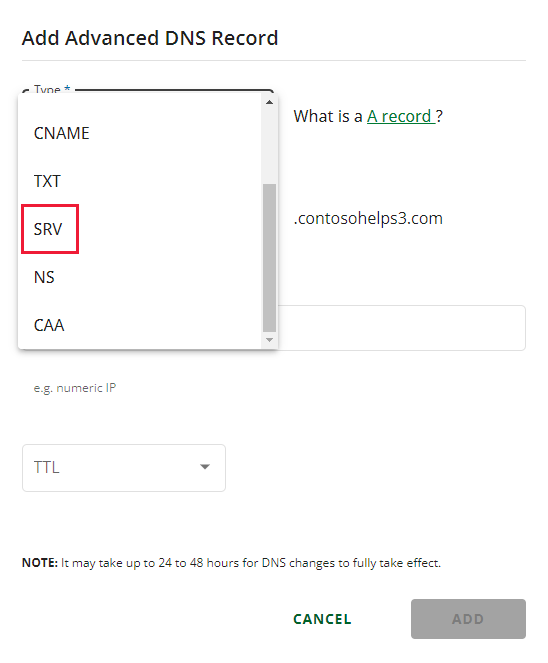 Add Advanced DNS Record
Type *
What is a A record ?
CNAME
TXT
.contosohelps3.com
SRV
NS
CAA
e.g. numeric IP
TTL
NOTE: It may take up to 24 to 48 hours for DNS changes to fully take effect.
CANCEL
ADD